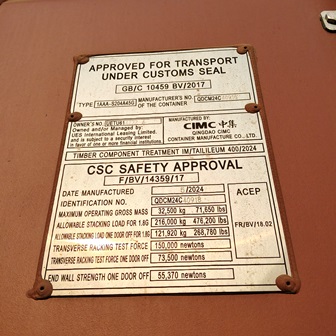 APPROVED FOR TRANSPORT
UNDER CUSTOMS SEAL
GB/C 10459 BV/2017
TYPE 1AAA-S204A45G MANUFACTURER'S NO. OF THE CONTAINER QDCM24C
OWNER'S NO. UETU61
Owned and/or Managed by
UES International Leasing Limited.
and is subject to a security interest
in favor of one or more financial institutions
MANUFACTURED BY:
CIMC 中集
QINGDAO CIMC
CONTAINER MANUFACTURE CO., LTD.
TIMBER COMPONENT TREATMENT IM/TAILILEUM 400/2024
CSC SAFETY APPROVAL
F/BV/14359/17
DATE MANUFACTURED /2024
IDENTIFICATION NO. QDCM24C
MAXIMUM OPERATING GROSS MASS 32,500 kg 71,650 lbs
ALLOWABLE STACKING LOAD FOR 1.8G 216,000 kg 476,200 lbs
ALLOWABLE STACKING LOAD ONE DOOR OFF FOR 1.8G 121,920 kg 268,780 lbs
TRANSVERSE RACKING TEST FORCE 150,000 newtons
TRANSVERSE RACKING TEST FORCE ONE DOOR OFF 73,500 newtons
END WALL STRENGTH ONE DOOR OFF 55,370 newtons
ACEP
FR/BV/18.02